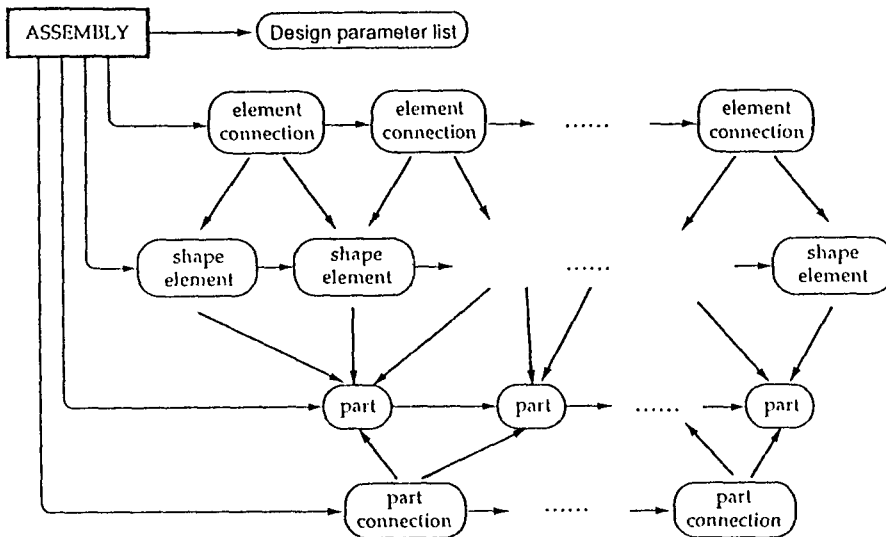 ASSEMBLY
Design parameter list
element
connection
element
connection
......
element
connection
shape
element
shape
element
......
shape
element
part
part
......
part
part
connection
......
part
connection